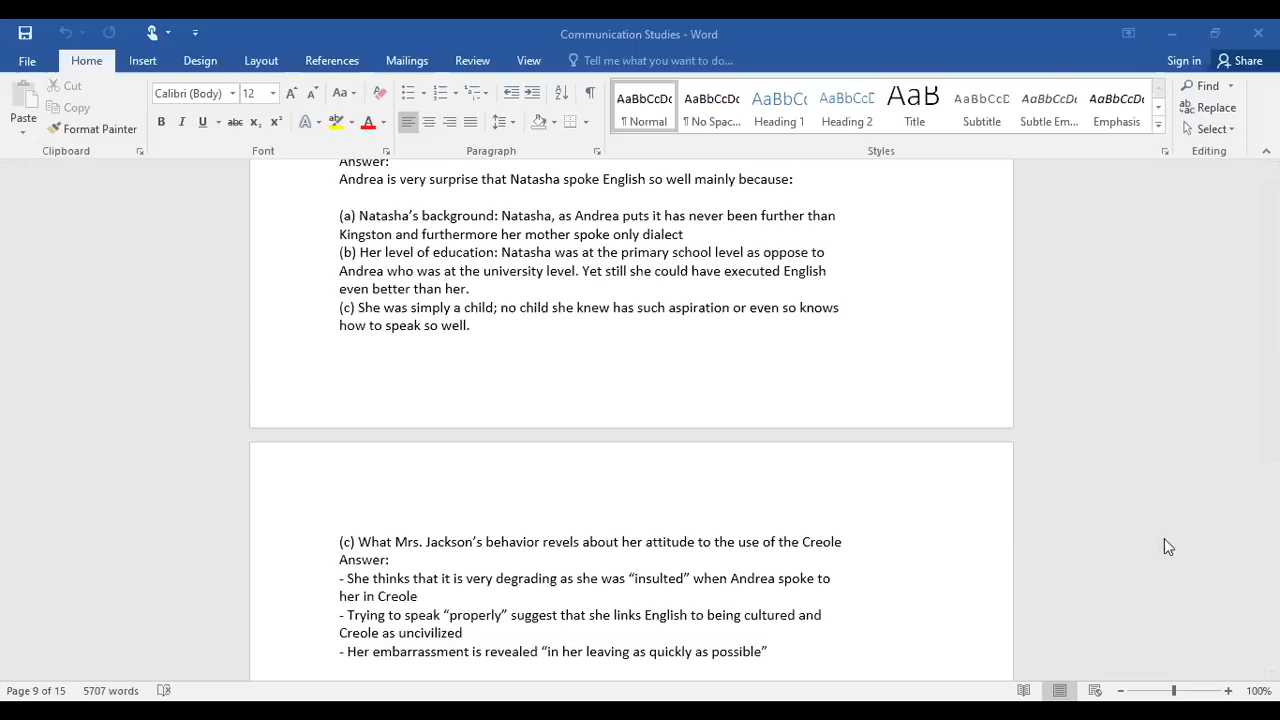 Communication Studies - Word
File Home Insert Design Layout References Mailings Review View Tell me what you want to do... Sign in Share
Paste
Cut
Copy
Format Painter
Calibri (Body) 12
AaBbCcDc AaBbCcDc AaBbC( AaBbCcD AaB AaBbCcD AaBbCcDc AaBbCcDc
¶ Normal ¶ No Spac... Heading 1 Heading 2 Title Subtitle Subtle Em... Emphasis
Find
Replace
Select
Clipboard Font Paragraph Styles Editing
Answer:
Andrea is very surprise that Natasha spoke English so well mainly because:
(a) Natasha’s background: Natasha, as Andrea puts it has never been further than
Kingston and furthermore her mother spoke only dialect
(b) Her level of education: Natasha was at the primary school level as oppose to
Andrea who was at the university level. Yet still she could have executed English
even better than her.
(c) She was simply a child; no child she knew has such aspiration or even so knows
how to speak so well.
(c) What Mrs. Jackson’s behavior revels about her attitude to the use of the Creole
Answer:
- She thinks that it is very degrading as she was “insulted” when Andrea spoke to
her in Creole
- Trying to speak “properly” suggest that she links English to being cultured and
Creole as uncivilized
- Her embarrassment is revealed “in her leaving as quickly as possible”
Page 9 of 15 5707 words 100%